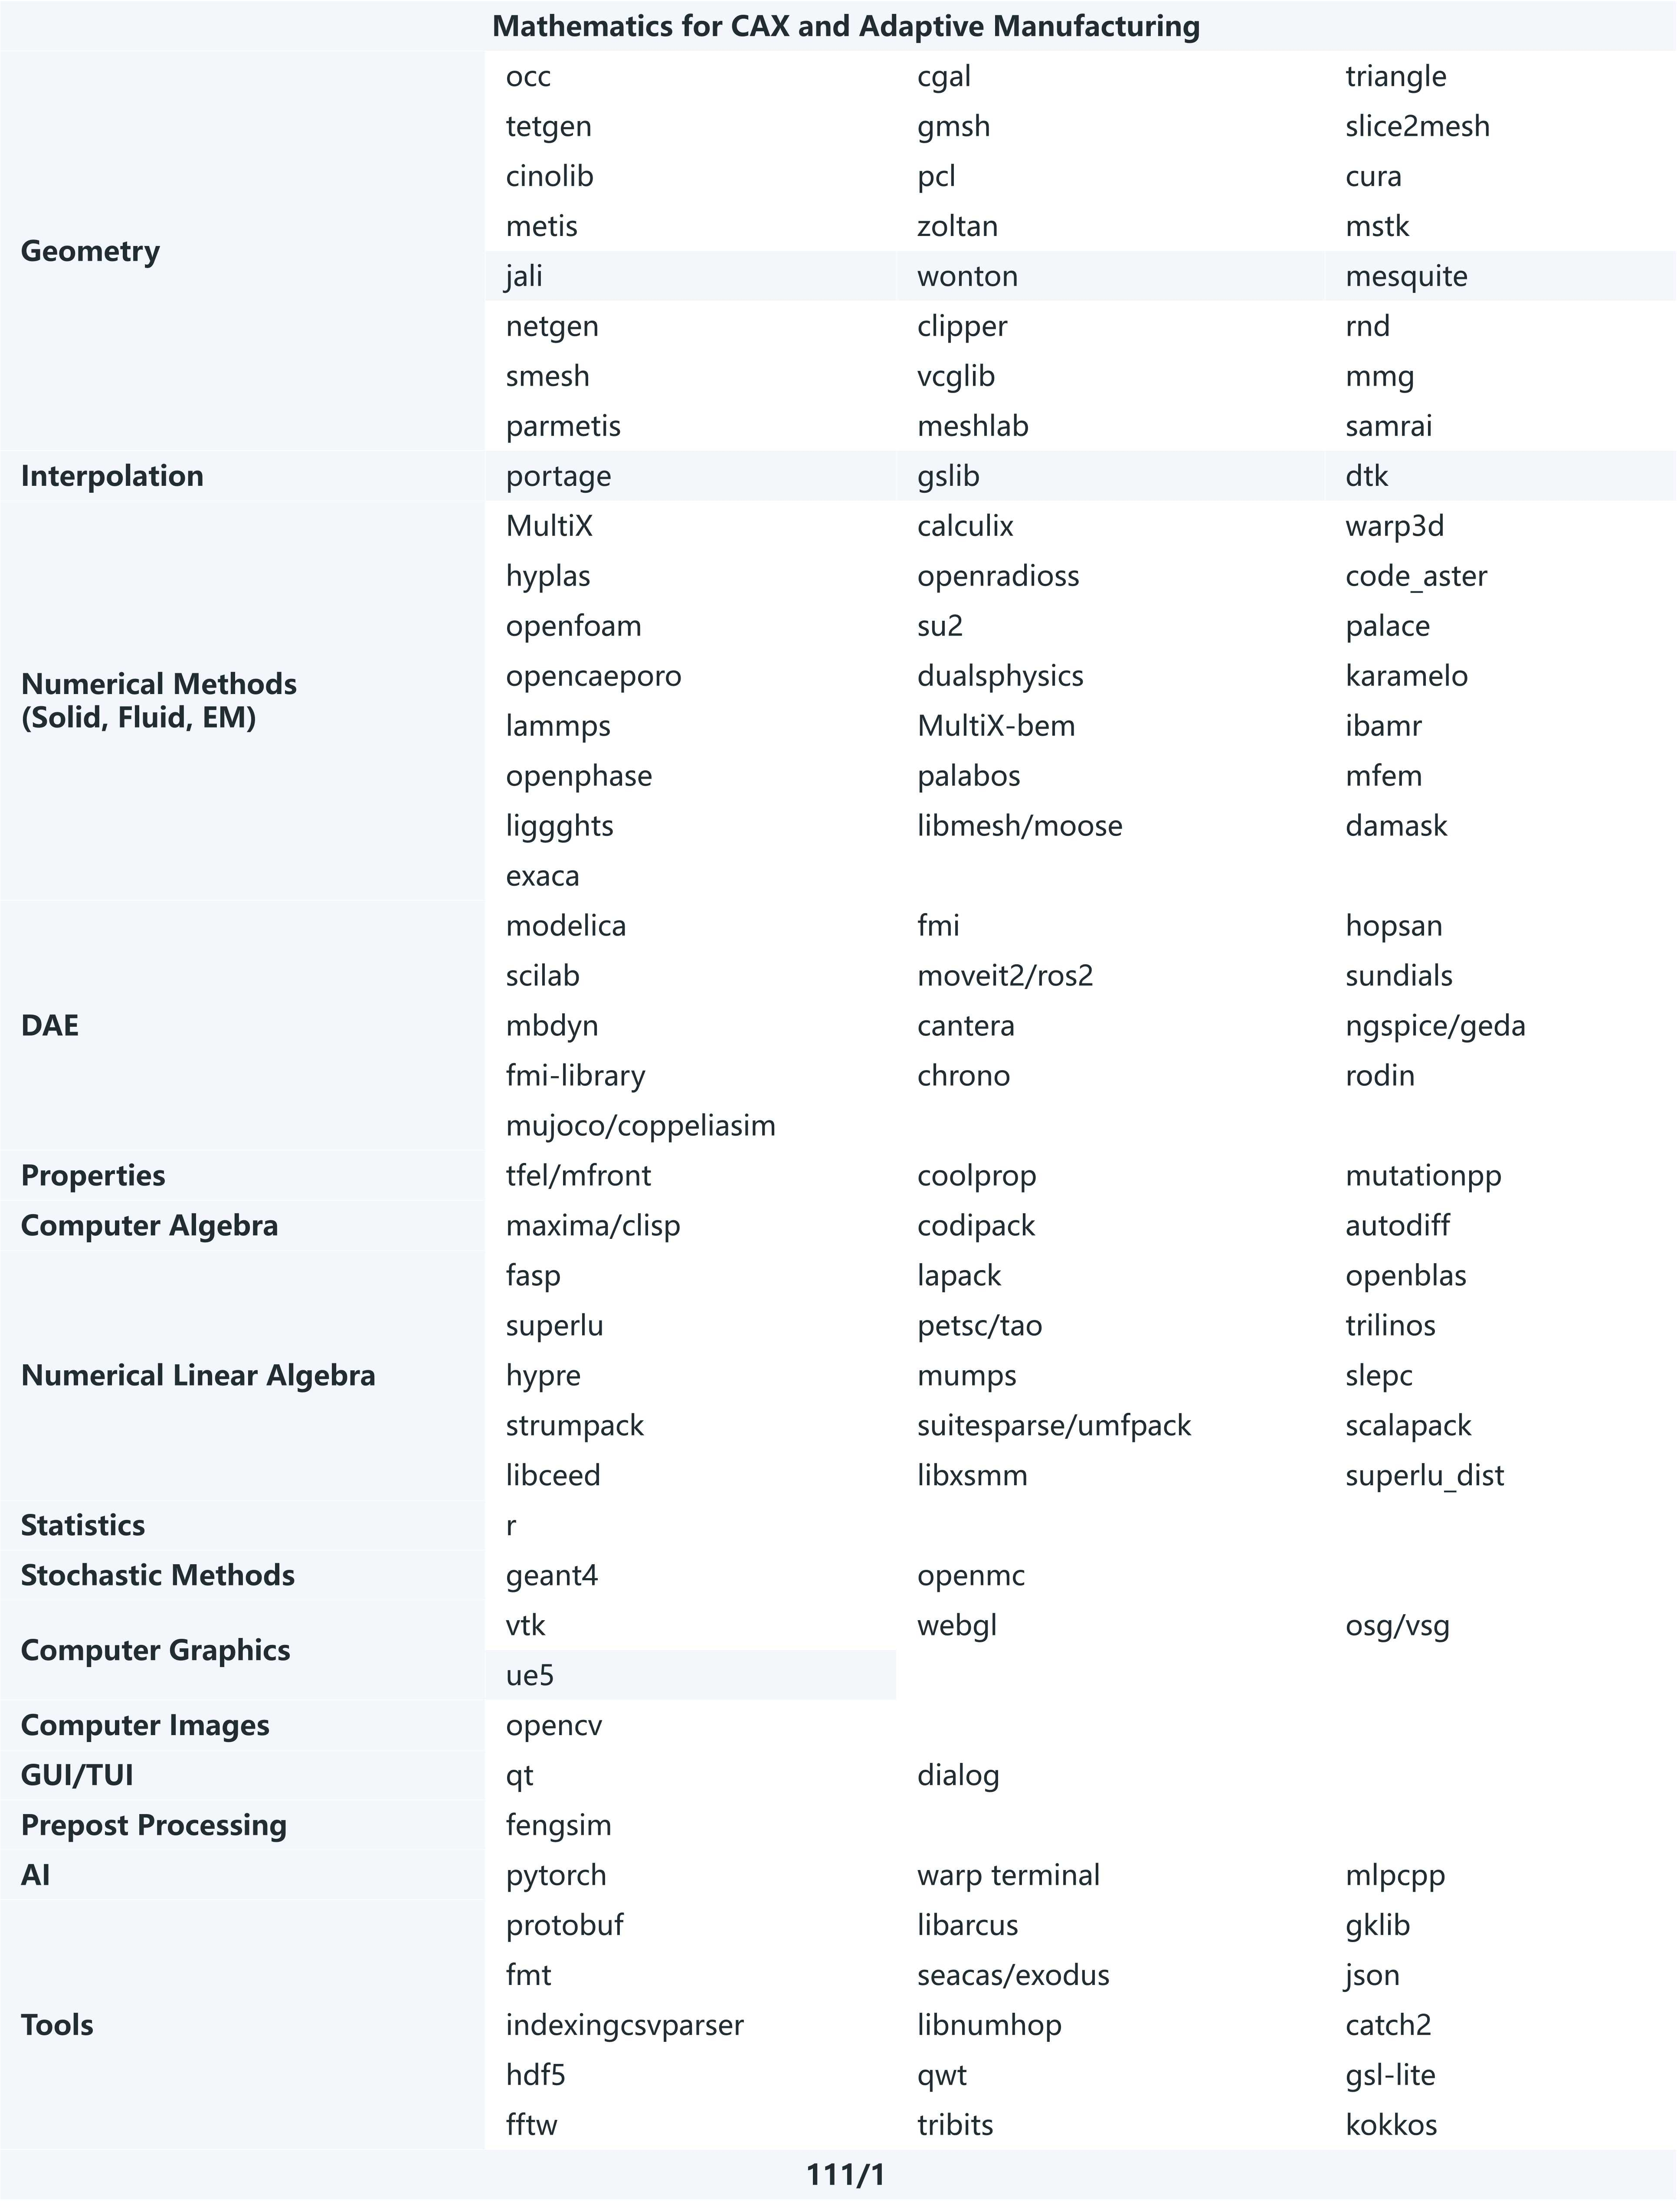 Mathematics for CAX and Adaptive Manufacturing
Geometry
occ cgal triangle
tetgen gmsh slice2mesh
cinolib pcl cura
metis zoltan mstk
jali wonton mesquite
netgen clipper rnd
smesh vcglib mmg
parmetis meshlab samrai
Interpolation portage gslib dtk
Numerical Methods
(Solid, Fluid, EM)
MultiX calculix warp3d
hyplas openradioss code_aster
openfoam su2 palace
opencaeporo dualsphysics karamelo
lammps MultiX-bem ibamr
openphase palabos mfem
liggghts libmesh/moose damask
exaca
DAE
modelica fmi hopsan
scilab moveit2/ros2 sundials
mbdyn cantera ngspice/geda
fmi-library chrono rodin
mujoco/coppeliasim
Properties tfel/mfront coolprop mutationpp
Computer Algebra maxima/clisp codipack autodiff
Numerical Linear Algebra
fasp lapack openblas
superlu petsc/tao trilinos
hypre mumps slepc
strumpack suitesparse/umfpack scalapack
libceed libxsmm superlu_dist
Statistics r
Stochastic Methods geant4 openmc
Computer Graphics
vtk webgl osg/vsg
ue5
Computer Images opencv
GUI/TUI qt dialog
Prepost Processing fengsim
AI pytorch warp terminal mlpcpp
Tools
protobuf libarcus gklib
fmt seacas/exodus json
indexingcsvparser libnumhop catch2
hdf5 qwt gsl-lite
fftw tribits kokkos
111/1